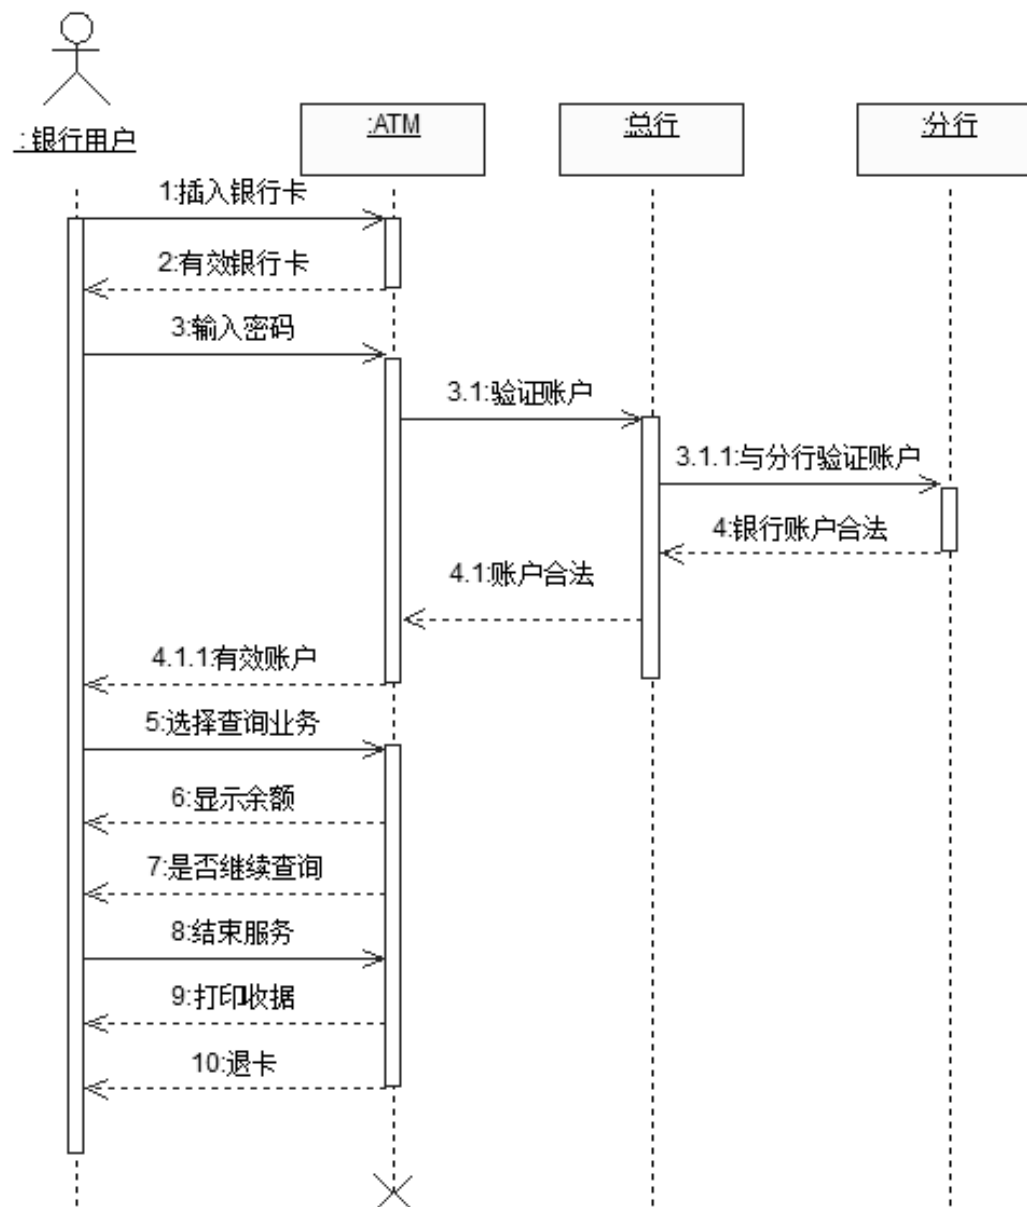 :银行用户
:ATM
:总行
:分行
1:插入银行卡
2:有效银行卡
3:输入密码
3.1:验证账户
3.1.1:与分行验证账户
4:银行账户合法
4.1:账户合法
4.1.1:有效账户
5:选择查询业务
6:显示余额
7:是否继续查询
8:结束服务
9:打印收据
10:退卡